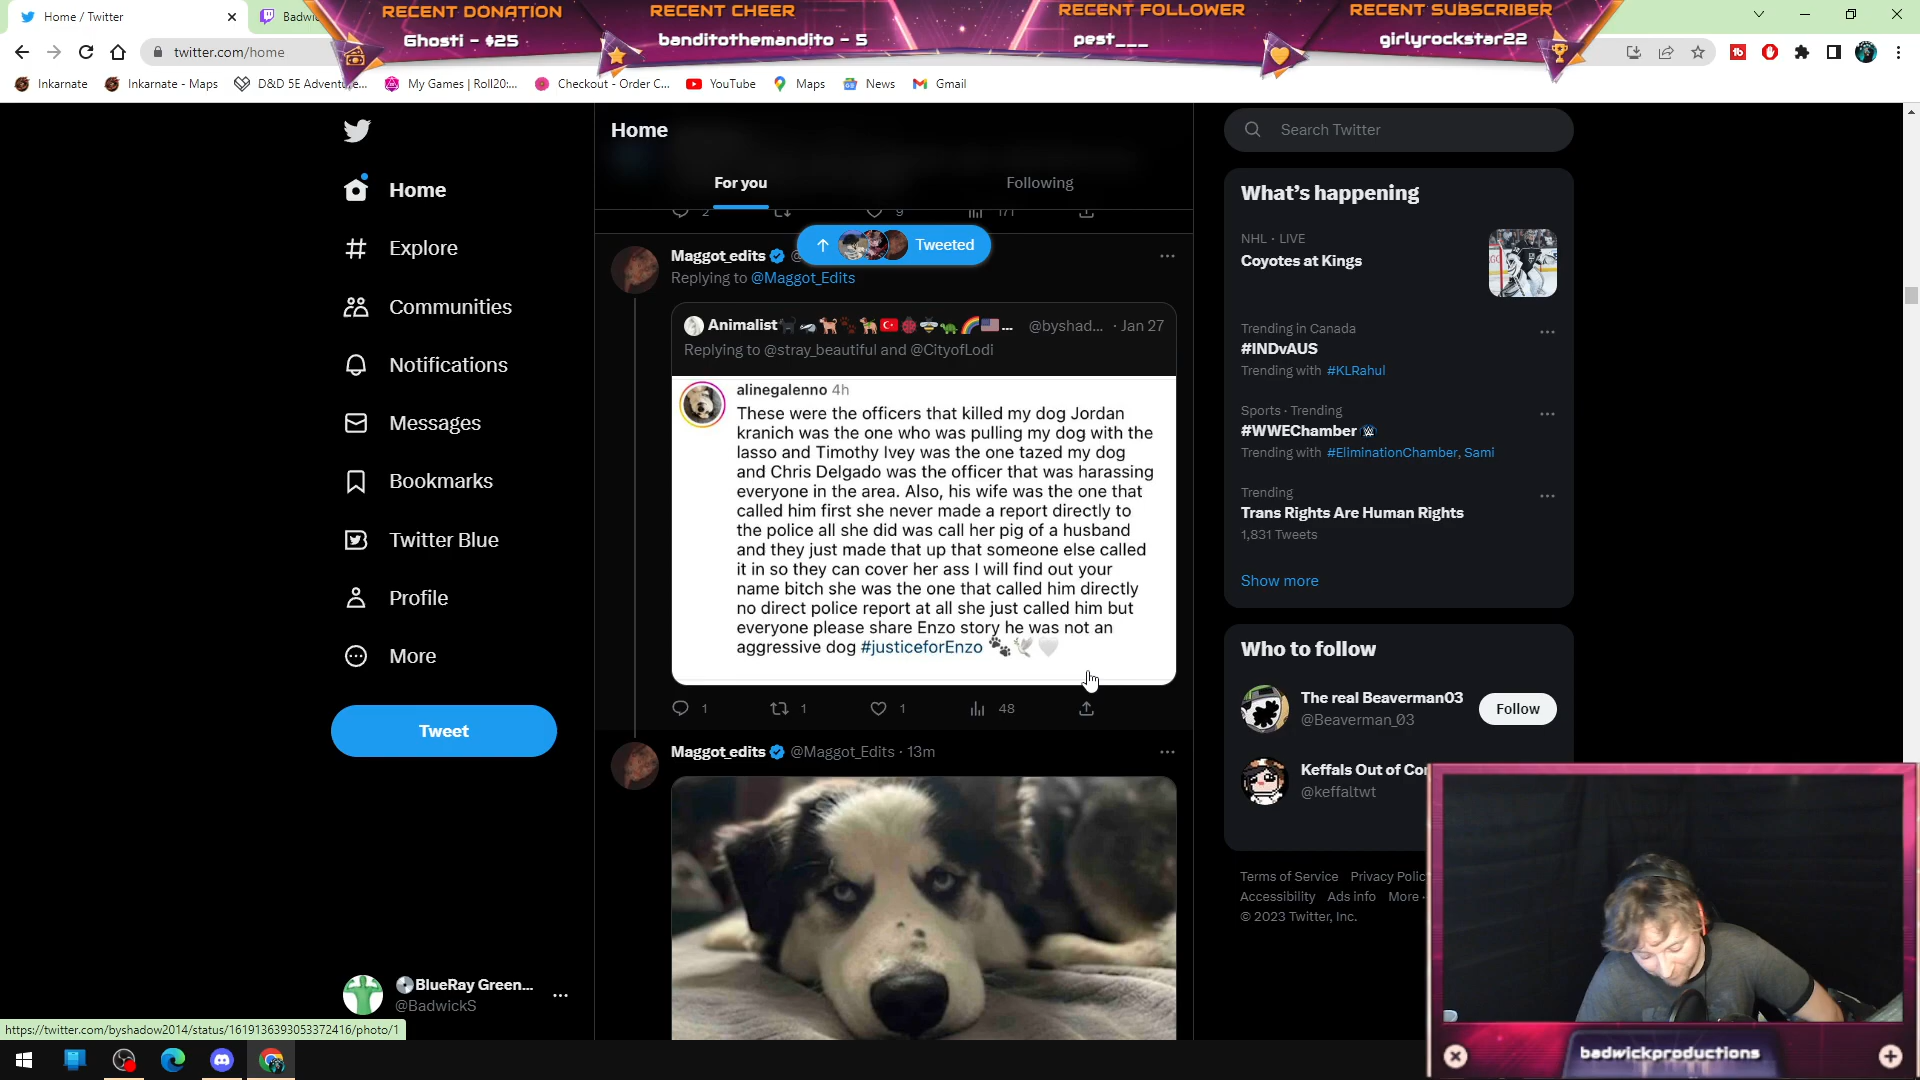 Home / Twitter
Badwic
RECENT DONATION
Ghosti - $25
RECENT CHEER
banditothemandito - 5
RECENT FOLLOWER
pest___
RECENT SUBSCRIBER
girlyrockstar22
twitter.com/home
Inkarnate
Inkarnate - Maps
D&D 5E Adventure...
My Games | Roll20:...
Checkout - Order C...
YouTube
Maps
News
Gmail
Home
For you
Following
Home
Explore
Communities
Notifications
Messages
Bookmarks
Twitter Blue
Profile
More
Tweet
BlueRay Green...
@BadwickS
2
9
171
Tweeted
Maggot_edits @
Replying to @Maggot_Edits
Animalist ... @byshad... · Jan 27
Replying to @stray_beautiful and @CityofLodi
alinegalenno 4h
These were the officers that killed my dog Jordan
kranich was the one who was pulling my dog with the
lasso and Timothy Ivey was the one tazed my dog
and Chris Delgado was the officer that was harassing
everyone in the area. Also, his wife was the one that
called him first she never made a report directly to
the police all she did was call her pig of a husband
and they just made that up that someone else called
it in so they can cover her ass I will find out your
name bitch she was the one that called him directly
no direct police report at all she just called him but
everyone please share Enzo story he was not an
aggressive dog #justiceforEnzo 🐾🕊️🤍
1
1
1
48
Maggot_edits @Maggot_Edits · 13m
Search Twitter
What's happening
NHL · LIVE
Coyotes at Kings
Trending in Canada
#INDvAUS
Trending with #KLRahul
Sports · Trending
#WWEChamber
Trending with #EliminationChamber, Sami
Trending
Trans Rights Are Human Rights
1,831 Tweets
Show more
Who to follow
The real Beaverman03
@Beaverman_03
Follow
Keffals Out of Co
@keffaltwt
Terms of Service Privacy Polic
Accessibility Ads info More
© 2023 Twitter, Inc.
https://twitter.com/byshadow2014/status/1619136393053372416/photo/1
badwickproductions